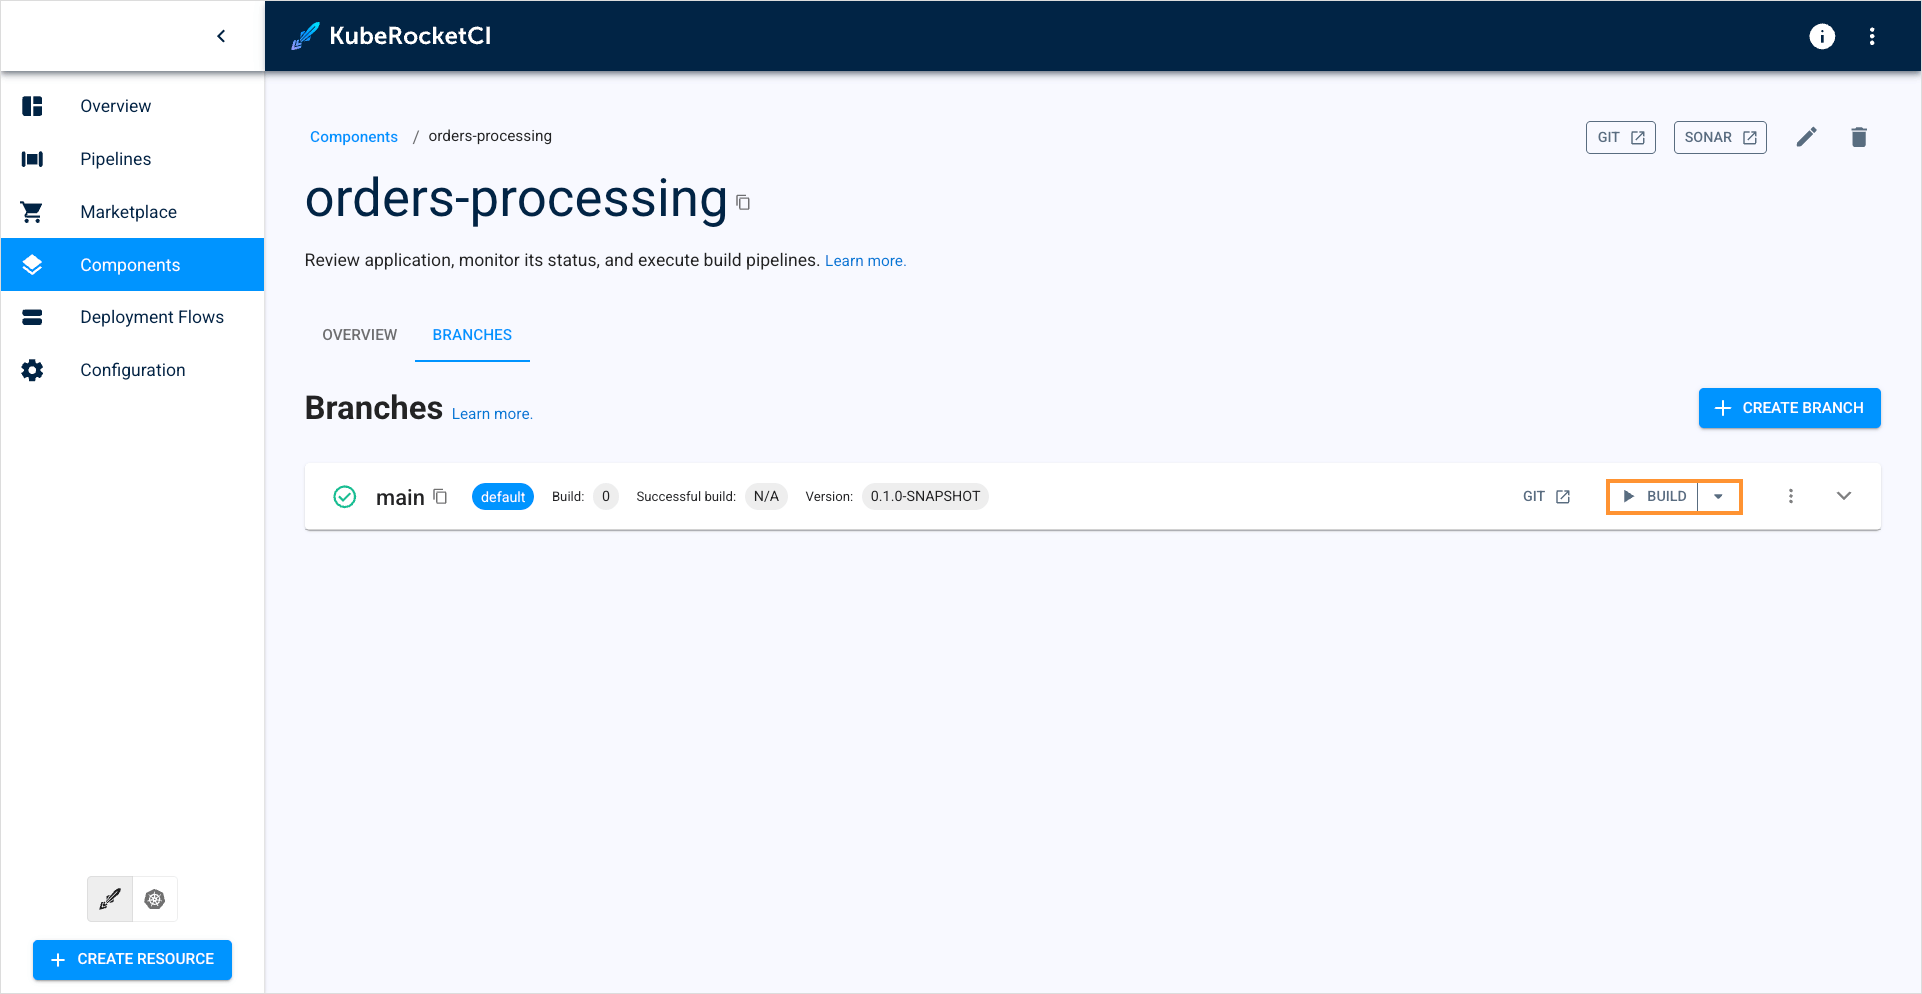 KubeRocketCI
Overview
Pipelines
Marketplace
Components
Deployment Flows
Configuration
CREATE RESOURCE
Components / orders-processing
GIT
SONAR
orders-processing
Review application, monitor its status, and execute build pipelines. Learn more.
OVERVIEW
BRANCHES
Branches Learn more.
CREATE BRANCH
main default Build: 0 Successful build: N/A Version: 0.1.0-SNAPSHOT GIT BUILD